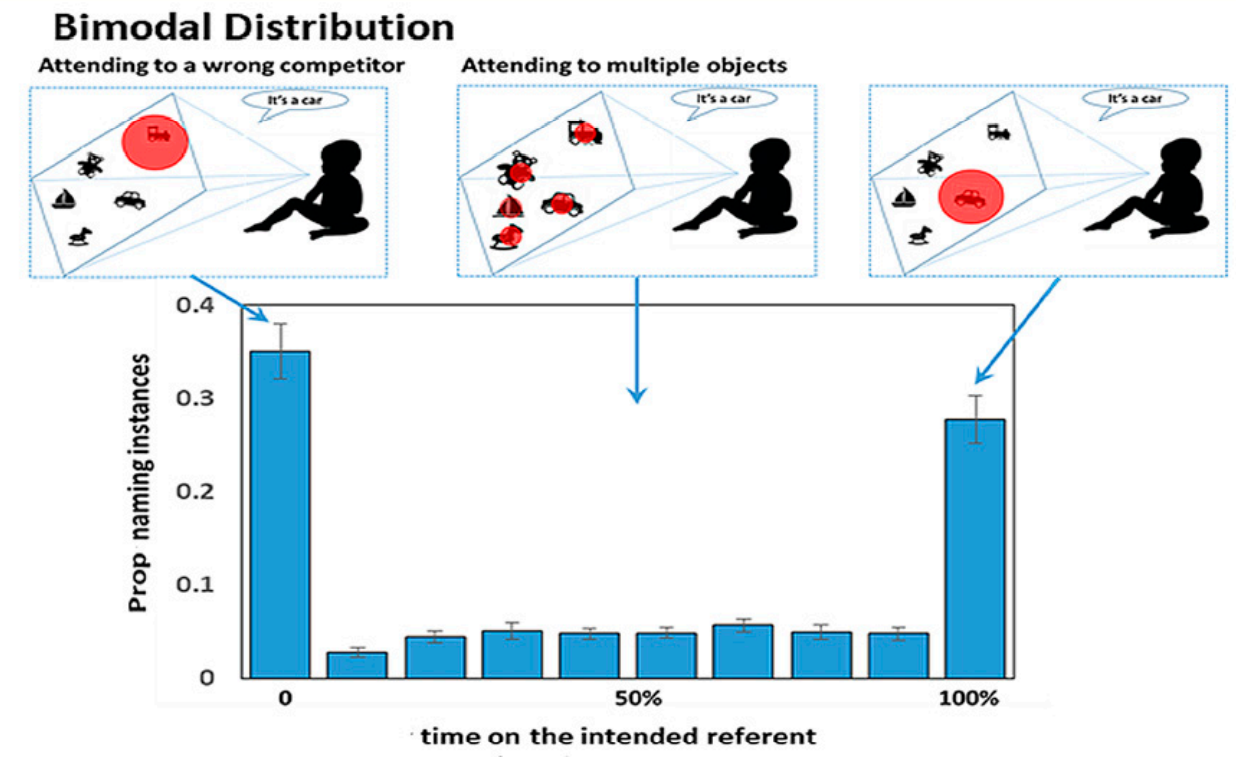 Bimodal Distribution
Attending to a wrong competitor
Attending to multiple objects
It's a car
It's a car
It's a car
0.4
0.3
0.2
0.1
0
Prop naming instances
0
50%
100%
time on the intended referent